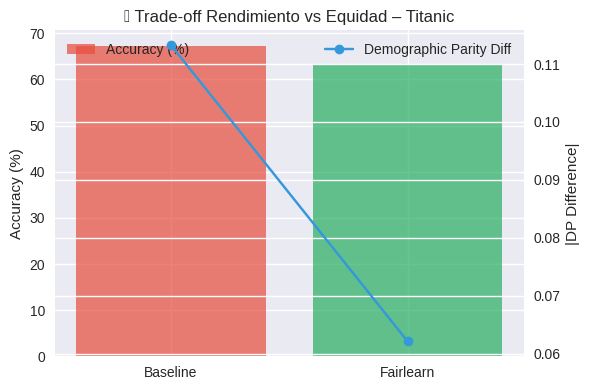 ▯ Trade-off Rendimiento vs Equidad – Titanic
Accuracy (%)
Demographic Parity Diff
70
60
50
40
30
20
10
0
Accuracy (%)
0.11
0.10
0.09
0.08
0.07
0.06
|DP Difference|
Baseline
Fairlearn